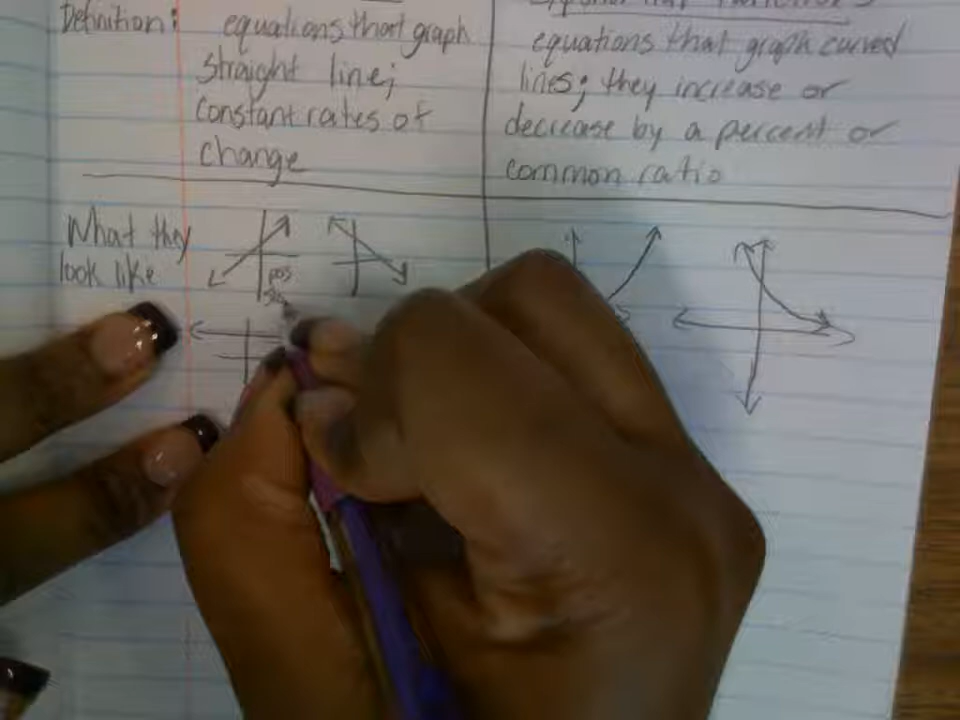 Definition:
equations that graph
straight line;
constant rates of
change
equations that graph curved
lines; they increase or
decrease by a percent or
common ratio
What they
look like
pos